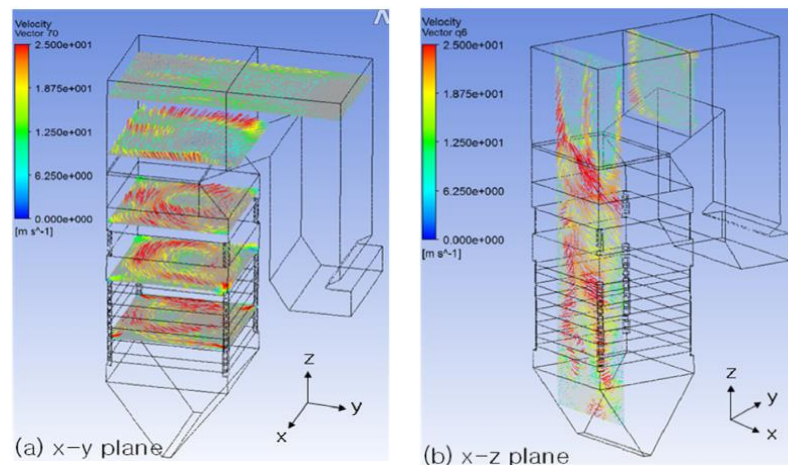 Velocity
Vector 70
2.500e+001
1.875e+001
1.250e+001
6.250e+000
0.000e+000
[m s^-1]
z
y
x
(a) x-y plane
Velocity
Vector q6
2.500e+001
1.875e+001
1.250e+001
6.250e+000
0.000e+000
[m s^-1]
z
y
x
(b) x-z plane